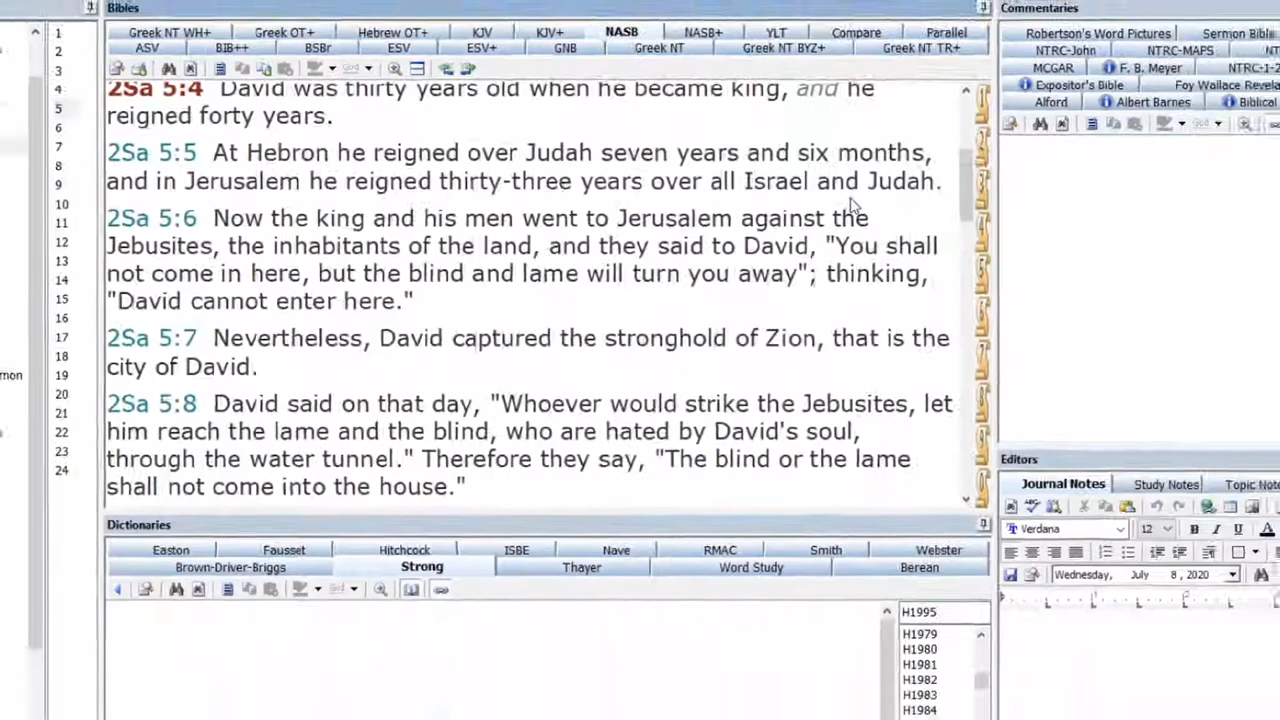 Bibles
Greek NT WH+ Greek OT+ Hebrew OT+ KJV KJV+ NASB NASB+ YLT Compare Parallel
ASV BIB++ BSBr ESV ESV+ GNB Greek NT Greek NT BYZ+ Greek NT TR+
2Sa 5:4 David was thirty years old when he became king, and he
reigned forty years.
2Sa 5:5 At Hebron he reigned over Judah seven years and six months,
and in Jerusalem he reigned thirty-three years over all Israel and Judah.
2Sa 5:6 Now the king and his men went to Jerusalem against the
Jebusites, the inhabitants of the land, and they said to David, "You shall
not come in here, but the blind and lame will turn you away"; thinking,
"David cannot enter here."
2Sa 5:7 Nevertheless, David captured the stronghold of Zion, that is the
city of David.
2Sa 5:8 David said on that day, "Whoever would strike the Jebusites, let
him reach the lame and the blind, who are hated by David's soul,
through the water tunnel." Therefore they say, "The blind or the lame
shall not come into the house."
1
2
3
4
5
6
7
8
9
10
11
12
13
14
15
16
17
18
19
20
21
22
23
24
mon
Dictionaries
Easton Fausset Hitchcock ISBE Nave RMAC Smith Webster
Brown-Driver-Briggs Strong Thayer Word Study Berean
H1995
H1979
H1980
H1981
H1982
H1983
H1984
Commentaries
Robertson's Word Pictures Sermon Bible
NTRC-John NTRC-MAPS NTRC-I-2
MCGAR F. B. Meyer
Expositor's Bible Foy Wallace Revela
Alford Albert Barnes Biblical
Editors
Journal Notes Study Notes Topic Note
Verdana 12 B I U A
Wednesday, July 8, 2020